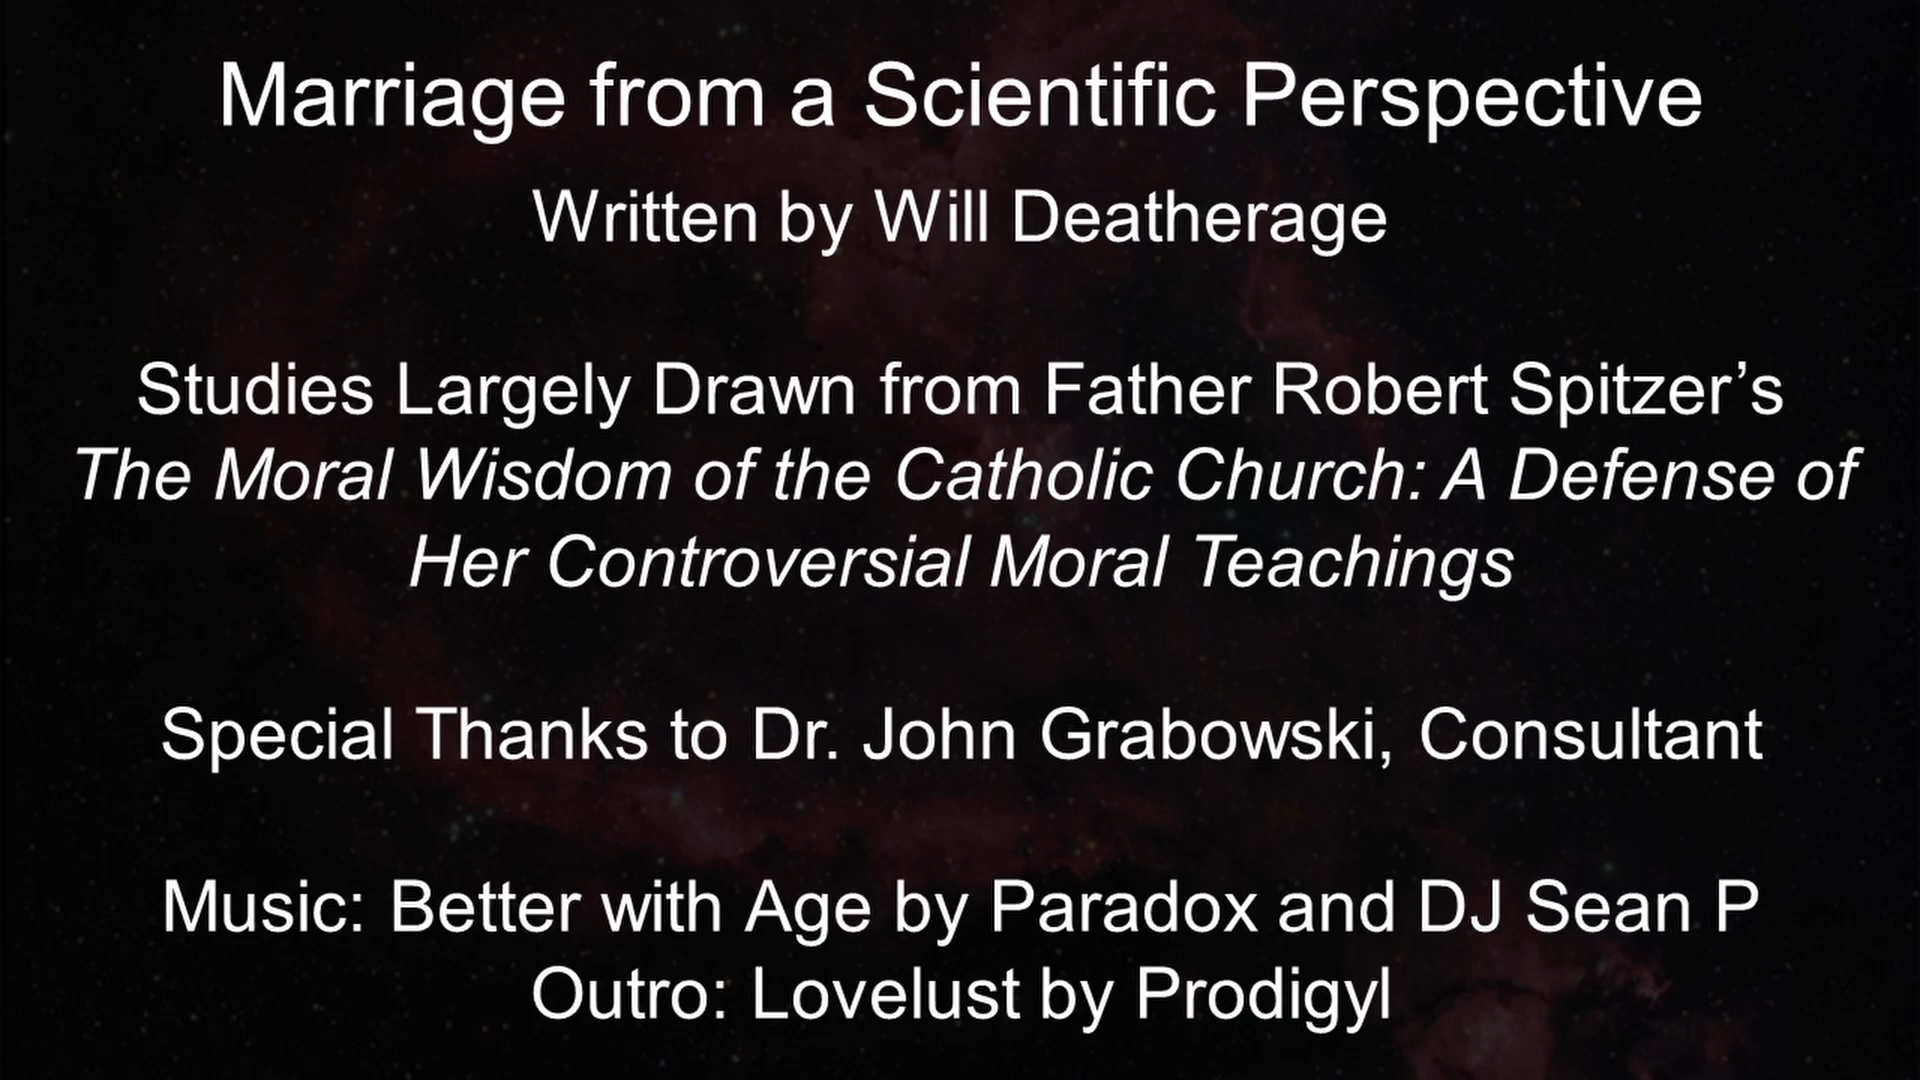 Marriage from a Scientific Perspective
Written by Will Deatherage
Studies Largely Drawn from Father Robert Spitzer’s
The Moral Wisdom of the Catholic Church: A Defense of
Her Controversial Moral Teachings
Special Thanks to Dr. John Grabowski, Consultant
Music: Better with Age by Paradox and DJ Sean P
Outro: Lovelust by Prodigyl